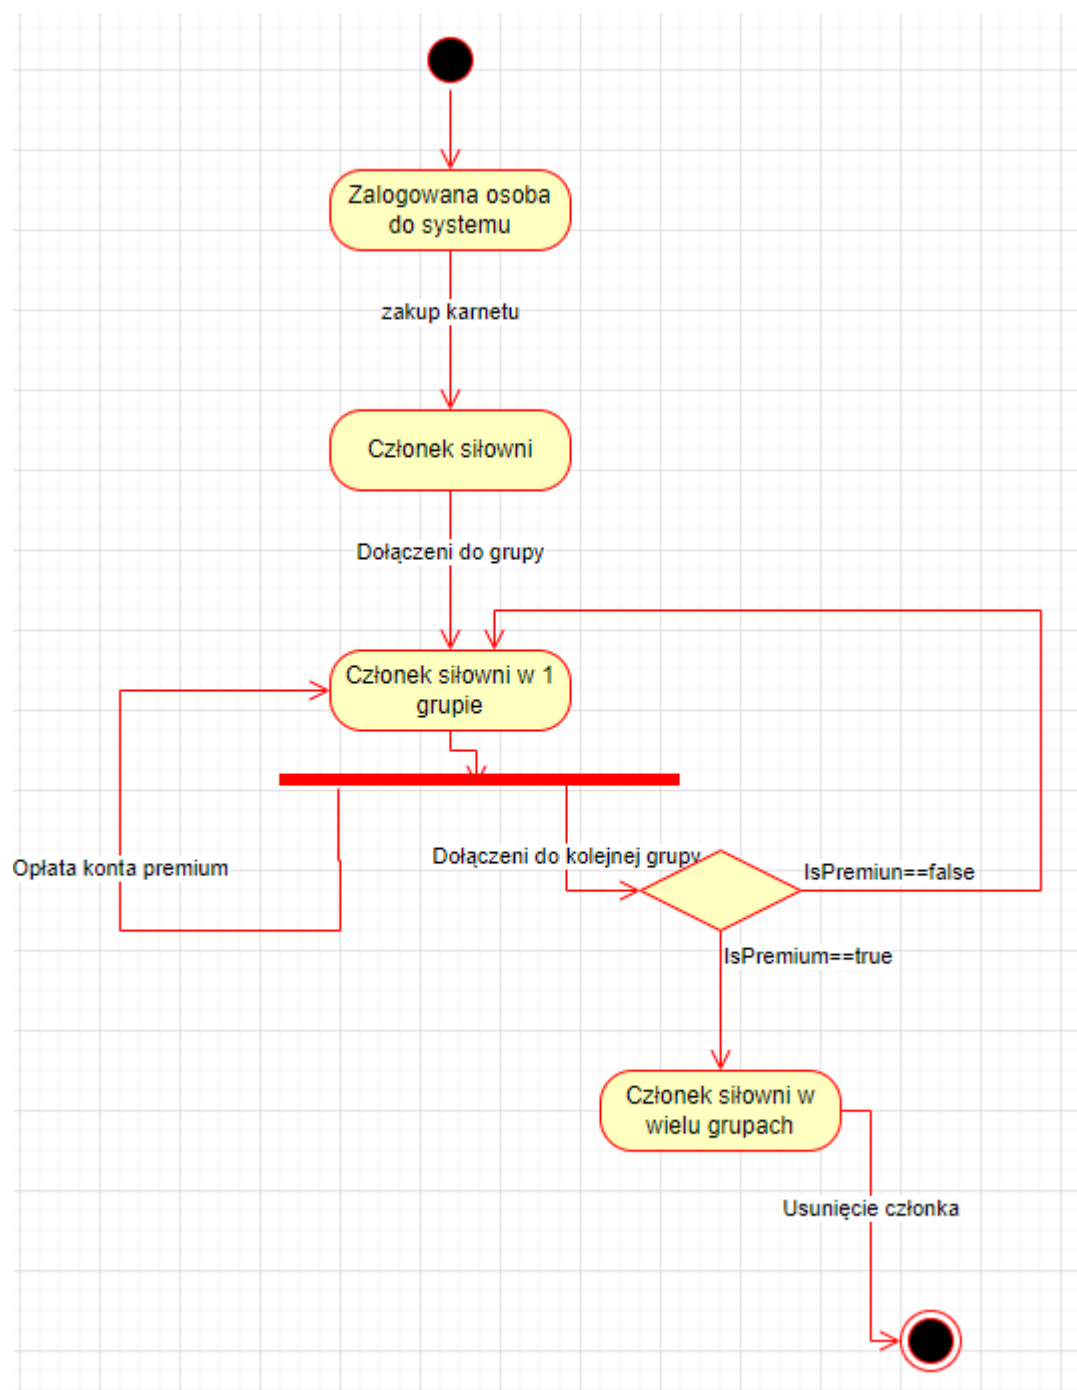 Zalogowana osoba
do systemu
zakup karnetu
Członek siłowni
Dołączeni do grupy
Członek siłowni w 1
grupie
Dołączeni do kolejnej grupy
Opłata konta premium
IsPremiun==false
IsPremium==true
Członek siłowni w
wielu grupach
Usunięcie członka